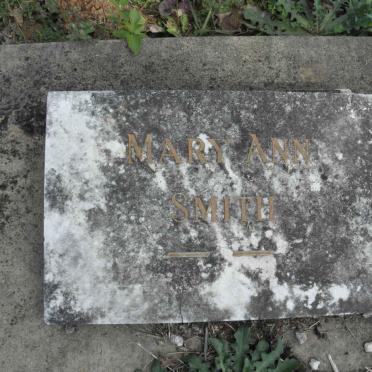 MARY ANN
SMITH
— —